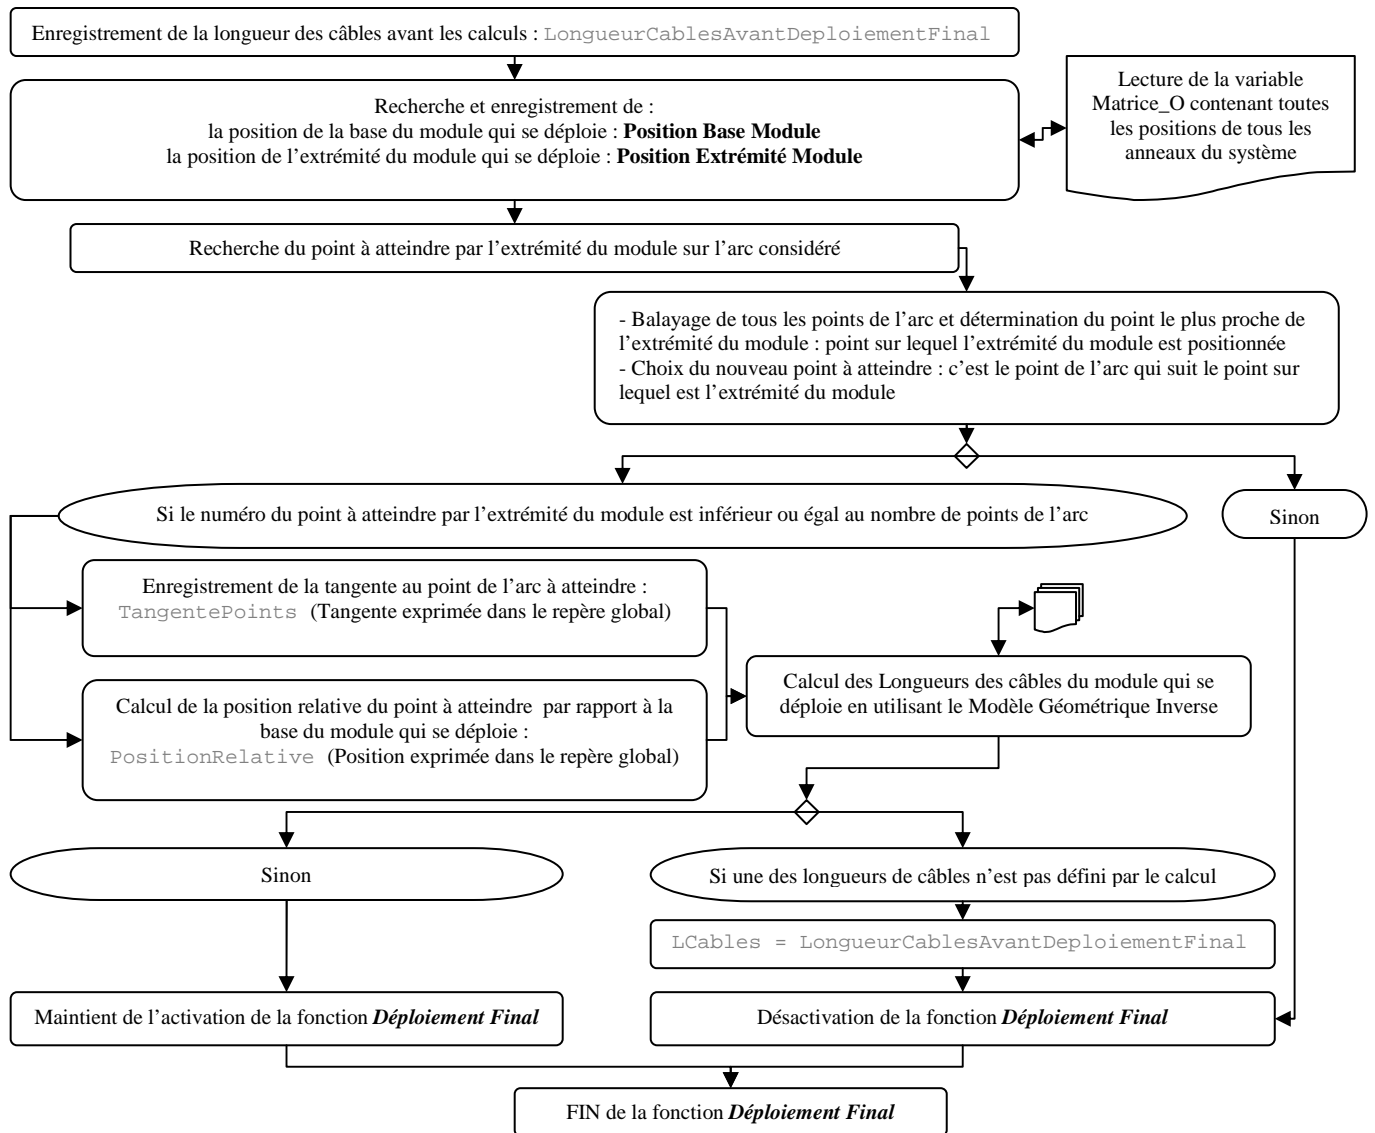 Enregistrement de la longueur des câbles avant les calculs : LongueurCablesAvantDeploiementFinal
Recherche et enregistrement de :
la position de la base du module qui se déploie : Position Base Module
la position de l'extrémité du module qui se déploie : Position Extrémité Module
Lecture de la variable
Matrice_O contenant toutes
les positions de tous les
anneaux du système
Recherche du point à atteindre par l'extrémité du module sur l'arc considéré
- Balayage de tous les points de l'arc et détermination du point le plus proche de
l'extrémité du module : point sur lequel l'extrémité du module est positionnée
- Choix du nouveau point à atteindre : c'est le point de l'arc qui suit le point sur
lequel est l'extrémité du module
Si le numéro du point à atteindre par l'extrémité du module est inférieur ou égal au nombre de points de l'arc
Sinon
Enregistrement de la tangente au point de l'arc à atteindre :
TangentePoints (Tangente exprimée dans le repère global)
Calcul de la position relative du point à atteindre par rapport à la
base du module qui se déploie :
PositionRelative (Position exprimée dans le repère global)
Calcul des Longueurs des câbles du module qui se
déploie en utilisant le Modèle Géométrique Inverse
Sinon
Si une des longueurs de câbles n'est pas défini par le calcul
LCables = LongueurCablesAvantDeploiementFinal
Maintient de l'activation de la fonction Déploiement Final
Désactivation de la fonction Déploiement Final
FIN de la fonction Déploiement Final